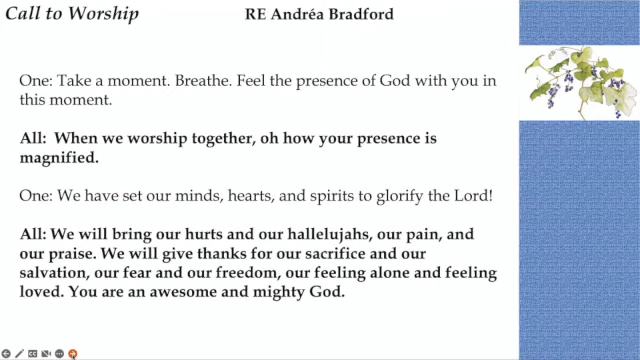 Call to Worship RE Andréa Bradford
One: Take a moment. Breathe. Feel the presence of God with you in
this moment.
All: When we worship together, oh how your presence is
magnified.
One: We have set our minds, hearts, and spirits to glorify the Lord!
All: We will bring our hurts and our hallelujahs, our pain, and
our praise. We will give thanks for our sacrifice and our
salvation, our fear and our freedom, our feeling alone and feeling
loved. You are an awesome and mighty God.